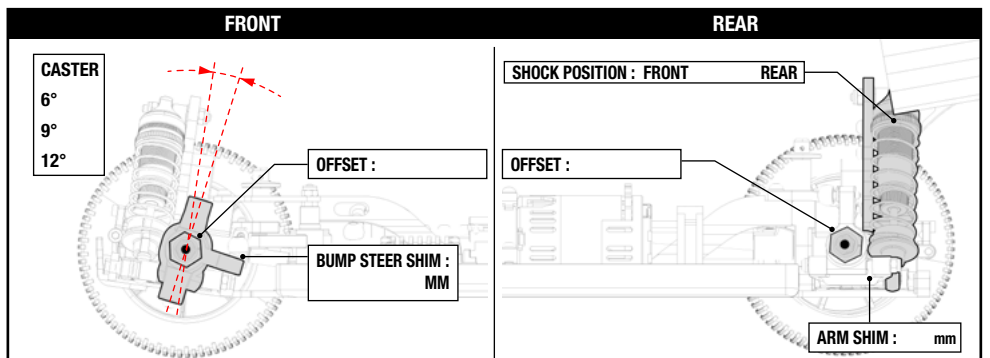 FRONT
CASTER
6°
9°
12°
OFFSET :
BUMP STEER SHIM :
MM
REAR
SHOCK POSITION : FRONT REAR
OFFSET :
ARM SHIM : mm